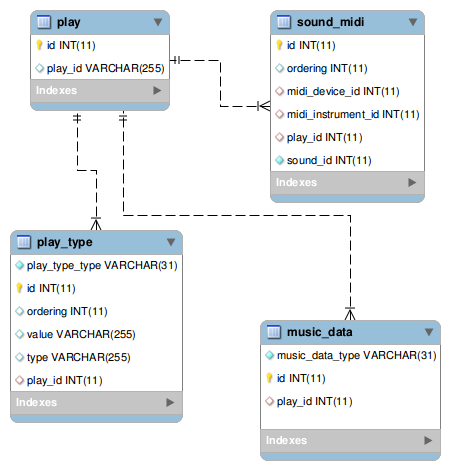 play
id INT(11)
play_id VARCHAR(255)
Indexes
sound_midi
id INT(11)
ordering INT(11)
midi_device_id INT(11)
midi_instrument_id INT(11)
play_id INT(11)
sound_id INT(11)
Indexes
play_type
play_type_type VARCHAR(31)
id INT(11)
ordering INT(11)
value VARCHAR(255)
type VARCHAR(255)
play_id INT(11)
Indexes
music_data
music_data_type VARCHAR(31)
id INT(11)
play_id INT(11)
Indexes